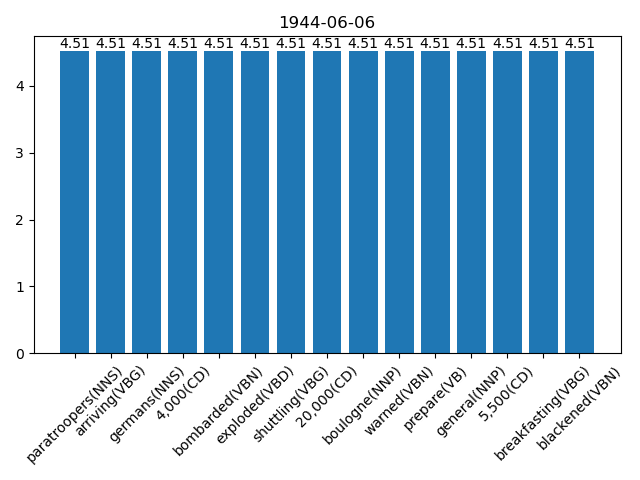 1944-06-06
4.51 4.51 4.51 4.51 4.51 4.51 4.51 4.51 4.51 4.51 4.51 4.51 4.51 4.51 4.51
4
3
2
1
0
paratroopers(NNS)
arriving(VBG)
germans(NNS)
4,000(CD)
bombarded(VBN)
exploded(VBD)
shuttling(VBG)
20,000(CD)
boulogne(NNP)
warned(VBN)
prepare(VB)
general(NNP)
5,500(CD)
breakfasting(VBG)
blackened(VBN)